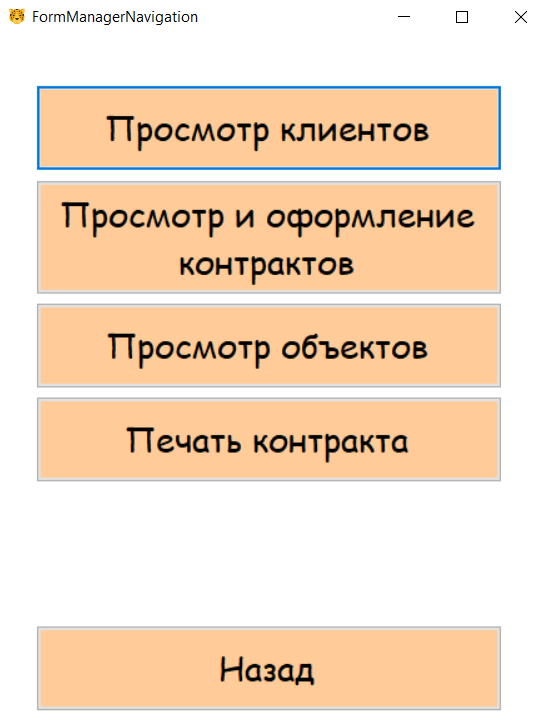 FormManagerNavigation
Просмотр клиентов
Просмотр и оформление
контрактов
Просмотр объектов
Печать контракта
Назад